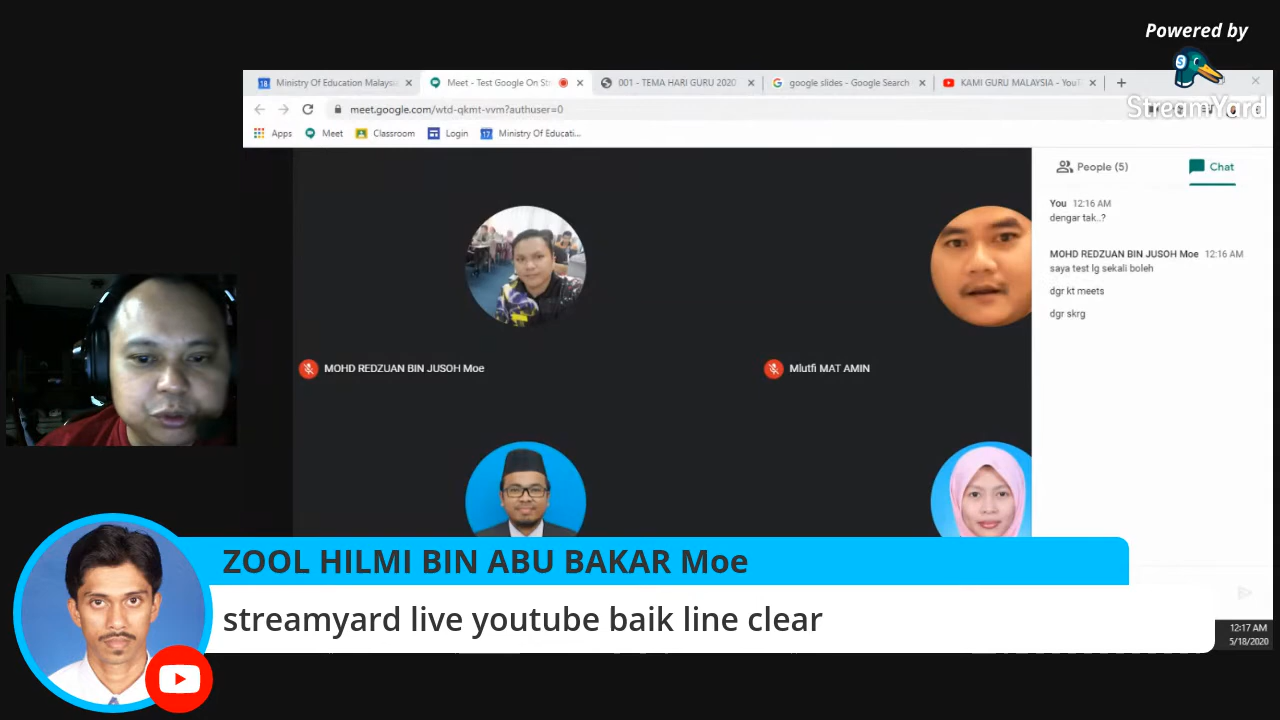 Powered by
StreamYard
Ministry Of Education Malaysi
Meet - Test Google On Str
001 - TEMA HARI GURU 2020
google slides - Google Search
KAMI GURU MALAYSIA - YouT
meet.google.com/wtd-qkmt-vvm?authuser=0
Apps
Meet
Classroom
Login
Ministry Of Educati...
People (5)
Chat
You 12:16 AM
dengar tak..?
MOHD REDZUAN BIN JUSOH Moe 12:16 AM
saya test lg sekali boleh
dgr kt meets
dgr skrg
MOHD REDZUAN BIN JUSOH Moe
Mlutfi MAT AMIN
ZOOL HILMI BIN ABU BAKAR Moe
streamyard live youtube baik line clear
12:17 AM
5/18/2020